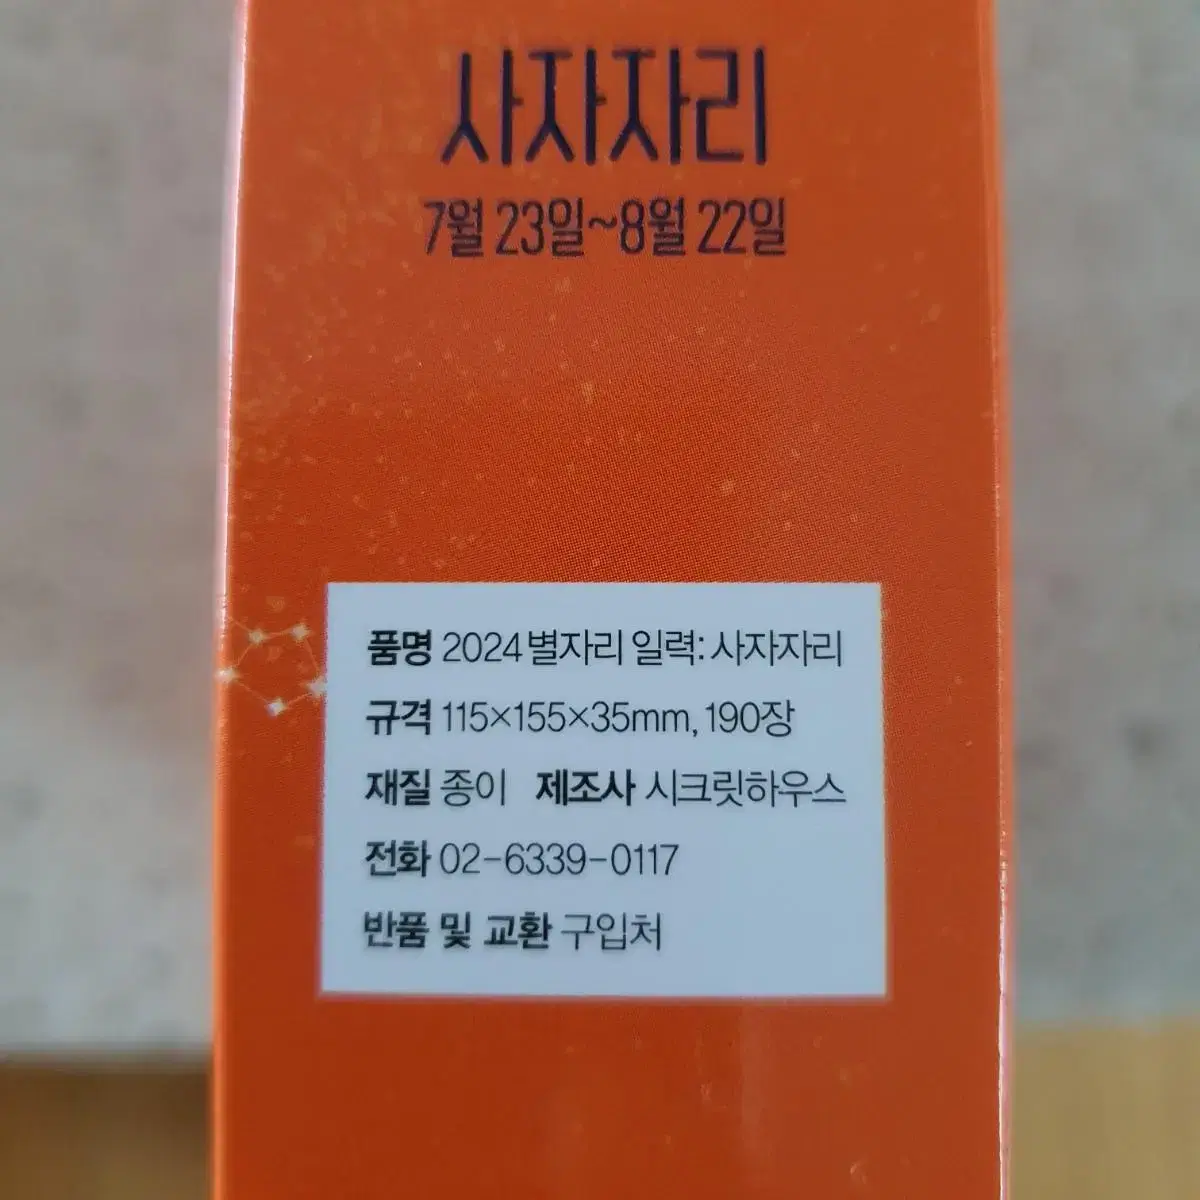 사자자리
7월 23일~8월 22일
품명 2024 별자리 일력: 사자자리
규격 115×155×35mm, 190장
재질 종이 제조사 시크릿하우스
전화 02-6339-0117
반품 및 교환 구입처